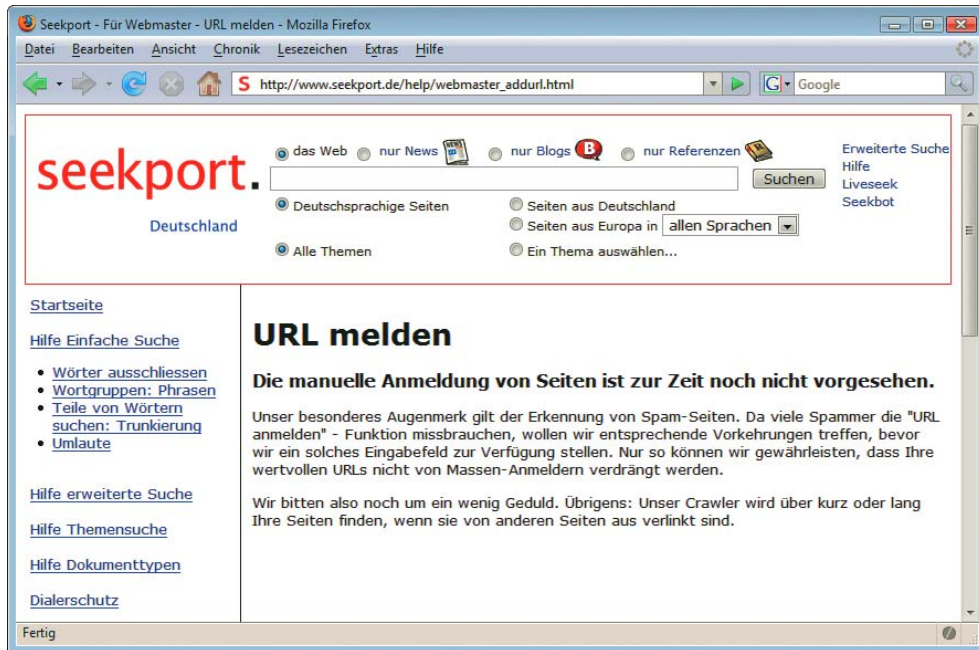 Seekport - Für Webmaster - URL melden - Mozilla Firefox
Datei Bearbeiten Ansicht Chronik Lesezeichen Extras Hilfe
S http://www.seekport.de/help/webmaster_addurl.html G Google
seekport.
Deutschland
das Web nur News NEWS nur Blogs B nur Referenzen
Suchen
Deutschsprachige Seiten Seiten aus Deutschland
Seiten aus Europa in allen Sprachen
Alle Themen Ein Thema auswählen...
Erweiterte Suche
Hilfe
Liveseek
Seekbot
Startseite
Hilfe Einfache Suche
Wörter ausschliessen
Wortgruppen: Phrasen
Teile von Wörtern
suchen: Trunkierung
Umlaute
Hilfe erweiterte Suche
Hilfe Themensuche
Hilfe Dokumenttypen
Dialerschutz
URL melden
Die manuelle Anmeldung von Seiten ist zur Zeit noch nicht vorgesehen.
Unser besonderes Augenmerk gilt der Erkennung von Spam-Seiten. Da viele Spammer die "URL
anmelden" - Funktion missbrauchen, wollen wir entsprechende Vorkehrungen treffen, bevor
wir ein solches Eingabefeld zur Verfügung stellen. Nur so können wir gewährleisten, dass Ihre
wertvollen URLs nicht von Massen-Anmeldern verdrängt werden.
Wir bitten also noch um ein wenig Geduld. Übrigens: Unser Crawler wird über kurz oder lang
Ihre Seiten finden, wenn sie von anderen Seiten aus verlinkt sind.
Fertig